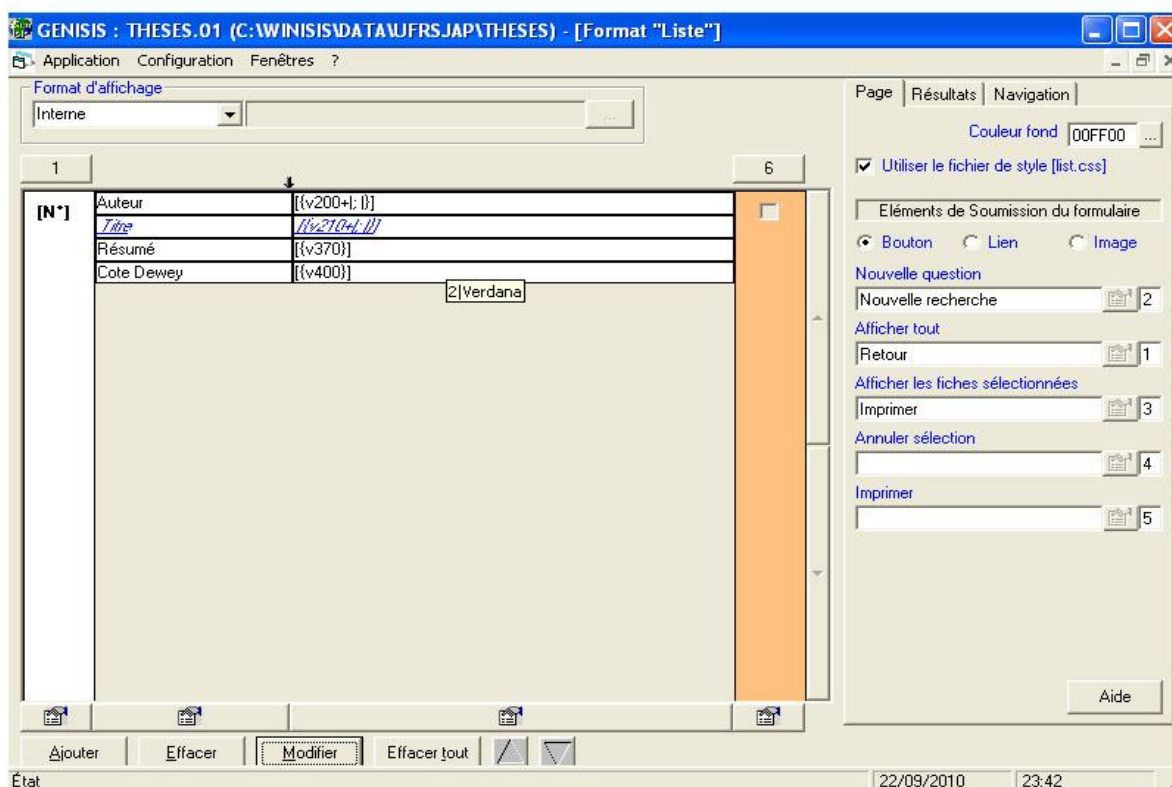 GENISIS : THESES.01 (C:\WINISIS\DATA\UFRSJAP\THESES) - [Format "Liste"]
Application Configuration Fenêtres ?
Format d'affichage
Interne
...
1
6
[N°]
Auteur [{v200+|; |}]
Titre [{v210+|; |}]
Résumé [{v370}]
Cote Dewey [{v400}]
2|Verdana
Ajouter Effacer Modifier Effacer tout
Page Résultats Navigation
Couleur fond 00FF00 ...
Utiliser le fichier de style [list.css]
Eléments de Soumission du formulaire
Bouton Lien Image
Nouvelle question
Nouvelle recherche 2
Afficher tout
Retour 1
Afficher les fiches sélectionnées
Imprimer 3
Annuler sélection
4
Imprimer
5
Aide
État 22/09/2010 23:42